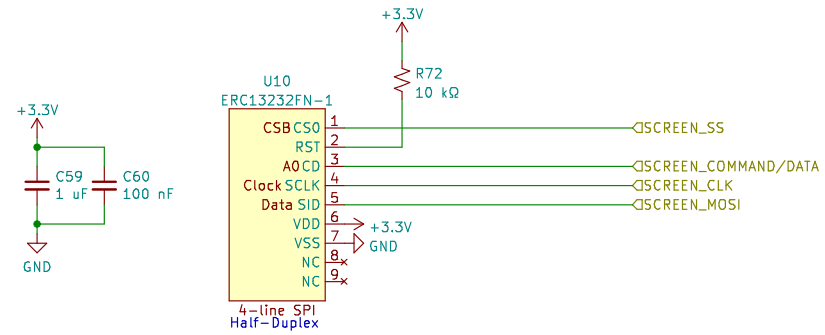 +3.3V
R72
10 kΩ
U10
ERC13232FN-1
+3.3V
C59
1 uF
C60
100 nF
GND
CSB CS0 1
RST 2
A0 CD 3
Clock SCLK 4
Data SID 5
VDD 6
VSS 7
NC 8
NC 9
+3.3V
GND
SCREEN_SS
SCREEN_COMMAND/DATA
SCREEN_CLK
SCREEN_MOSI
4-line SPI
Half-Duplex